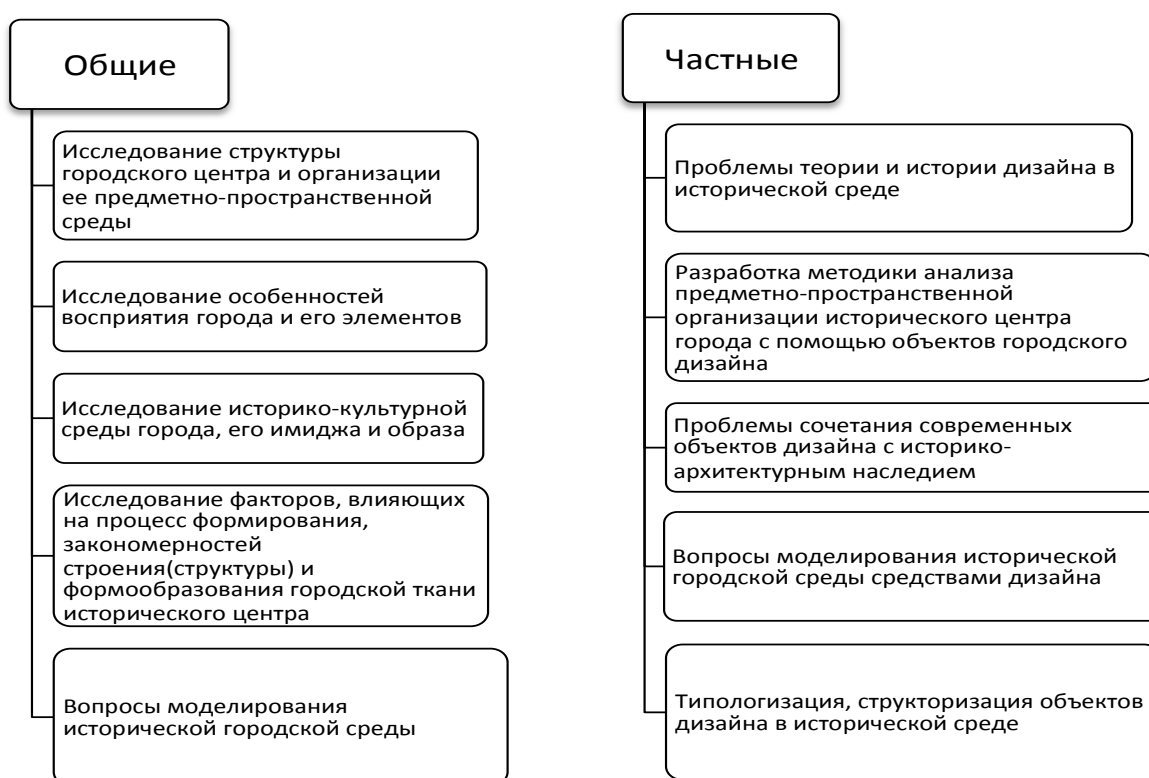 Общие
Исследование структуры
городского центра и организации
ее предметно-пространственной
среды
Исследование особенностей
восприятия города и его элементов
Исследование историко-культурной
среды города, его имиджа и образа
Исследование факторов, влияющих
на процесс формирования,
закономерностей
строения(структуры) и
формообразования городской ткани
исторического центра
Вопросы моделирования
исторической городской среды
Частные
Проблемы теории и истории дизайна в
исторической среде
Разработка методики анализа
предметно-пространственной
организации исторического центра
города с помощью объектов городского
дизайна
Проблемы сочетания современных
объектов дизайна с историко-
архитектурным наследием
Вопросы моделирования исторической
городской среды средствами дизайна
Типологизация, структоризация объектов
дизайна в исторической среде